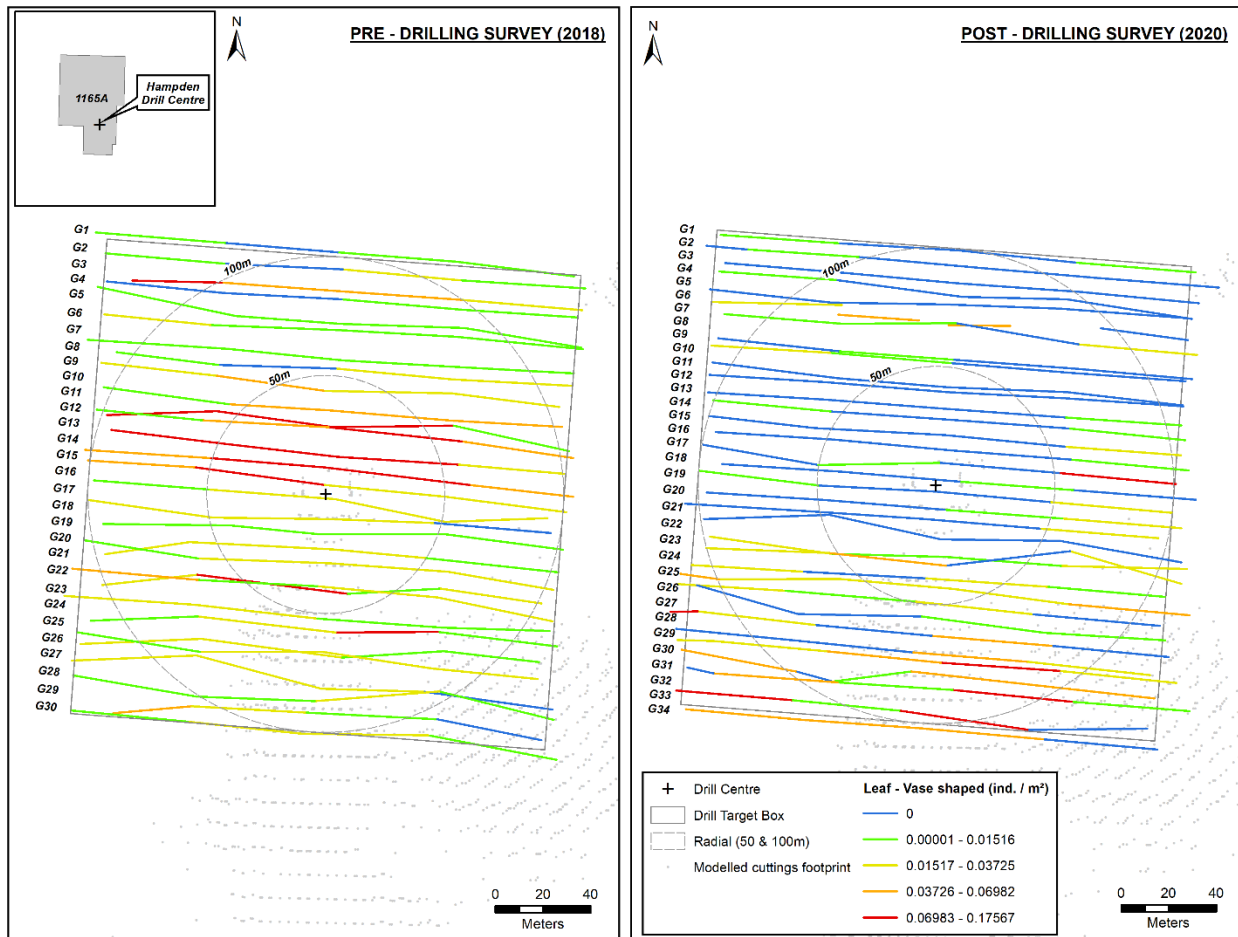 N
PRE - DRILLING SURVEY (2018)
1165A
Hampden
Drill Centre
G1
G2
G3
G4
G5
G6
G7
G8
G9
G10
G11
G12
G13
G14
G15
G16
G17
G18
G19
G20
G21
G22
G23
G24
G25
G26
G27
G28
G29
G30
100m
50m
0 20 40
Meters
N
POST - DRILLING SURVEY (2020)
G1
G2
G3
G4
G5
G6
G7
G8
G9
G10
G11
G12
G13
G14
G15
G16
G17
G18
G19
G20
G21
G22
G23
G24
G25
G26
G27
G28
G29
G30
G31
G32
G33
G34
100m
50m
Drill Centre
Drill Target Box
Radial (50 & 100m)
Modelled cuttings footprint
Leaf - Vase shaped (ind. / m²)
0
0.00001 - 0.01516
0.01517 - 0.03725
0.03726 - 0.06982
0.06983 - 0.17567
0 20 40
Meters